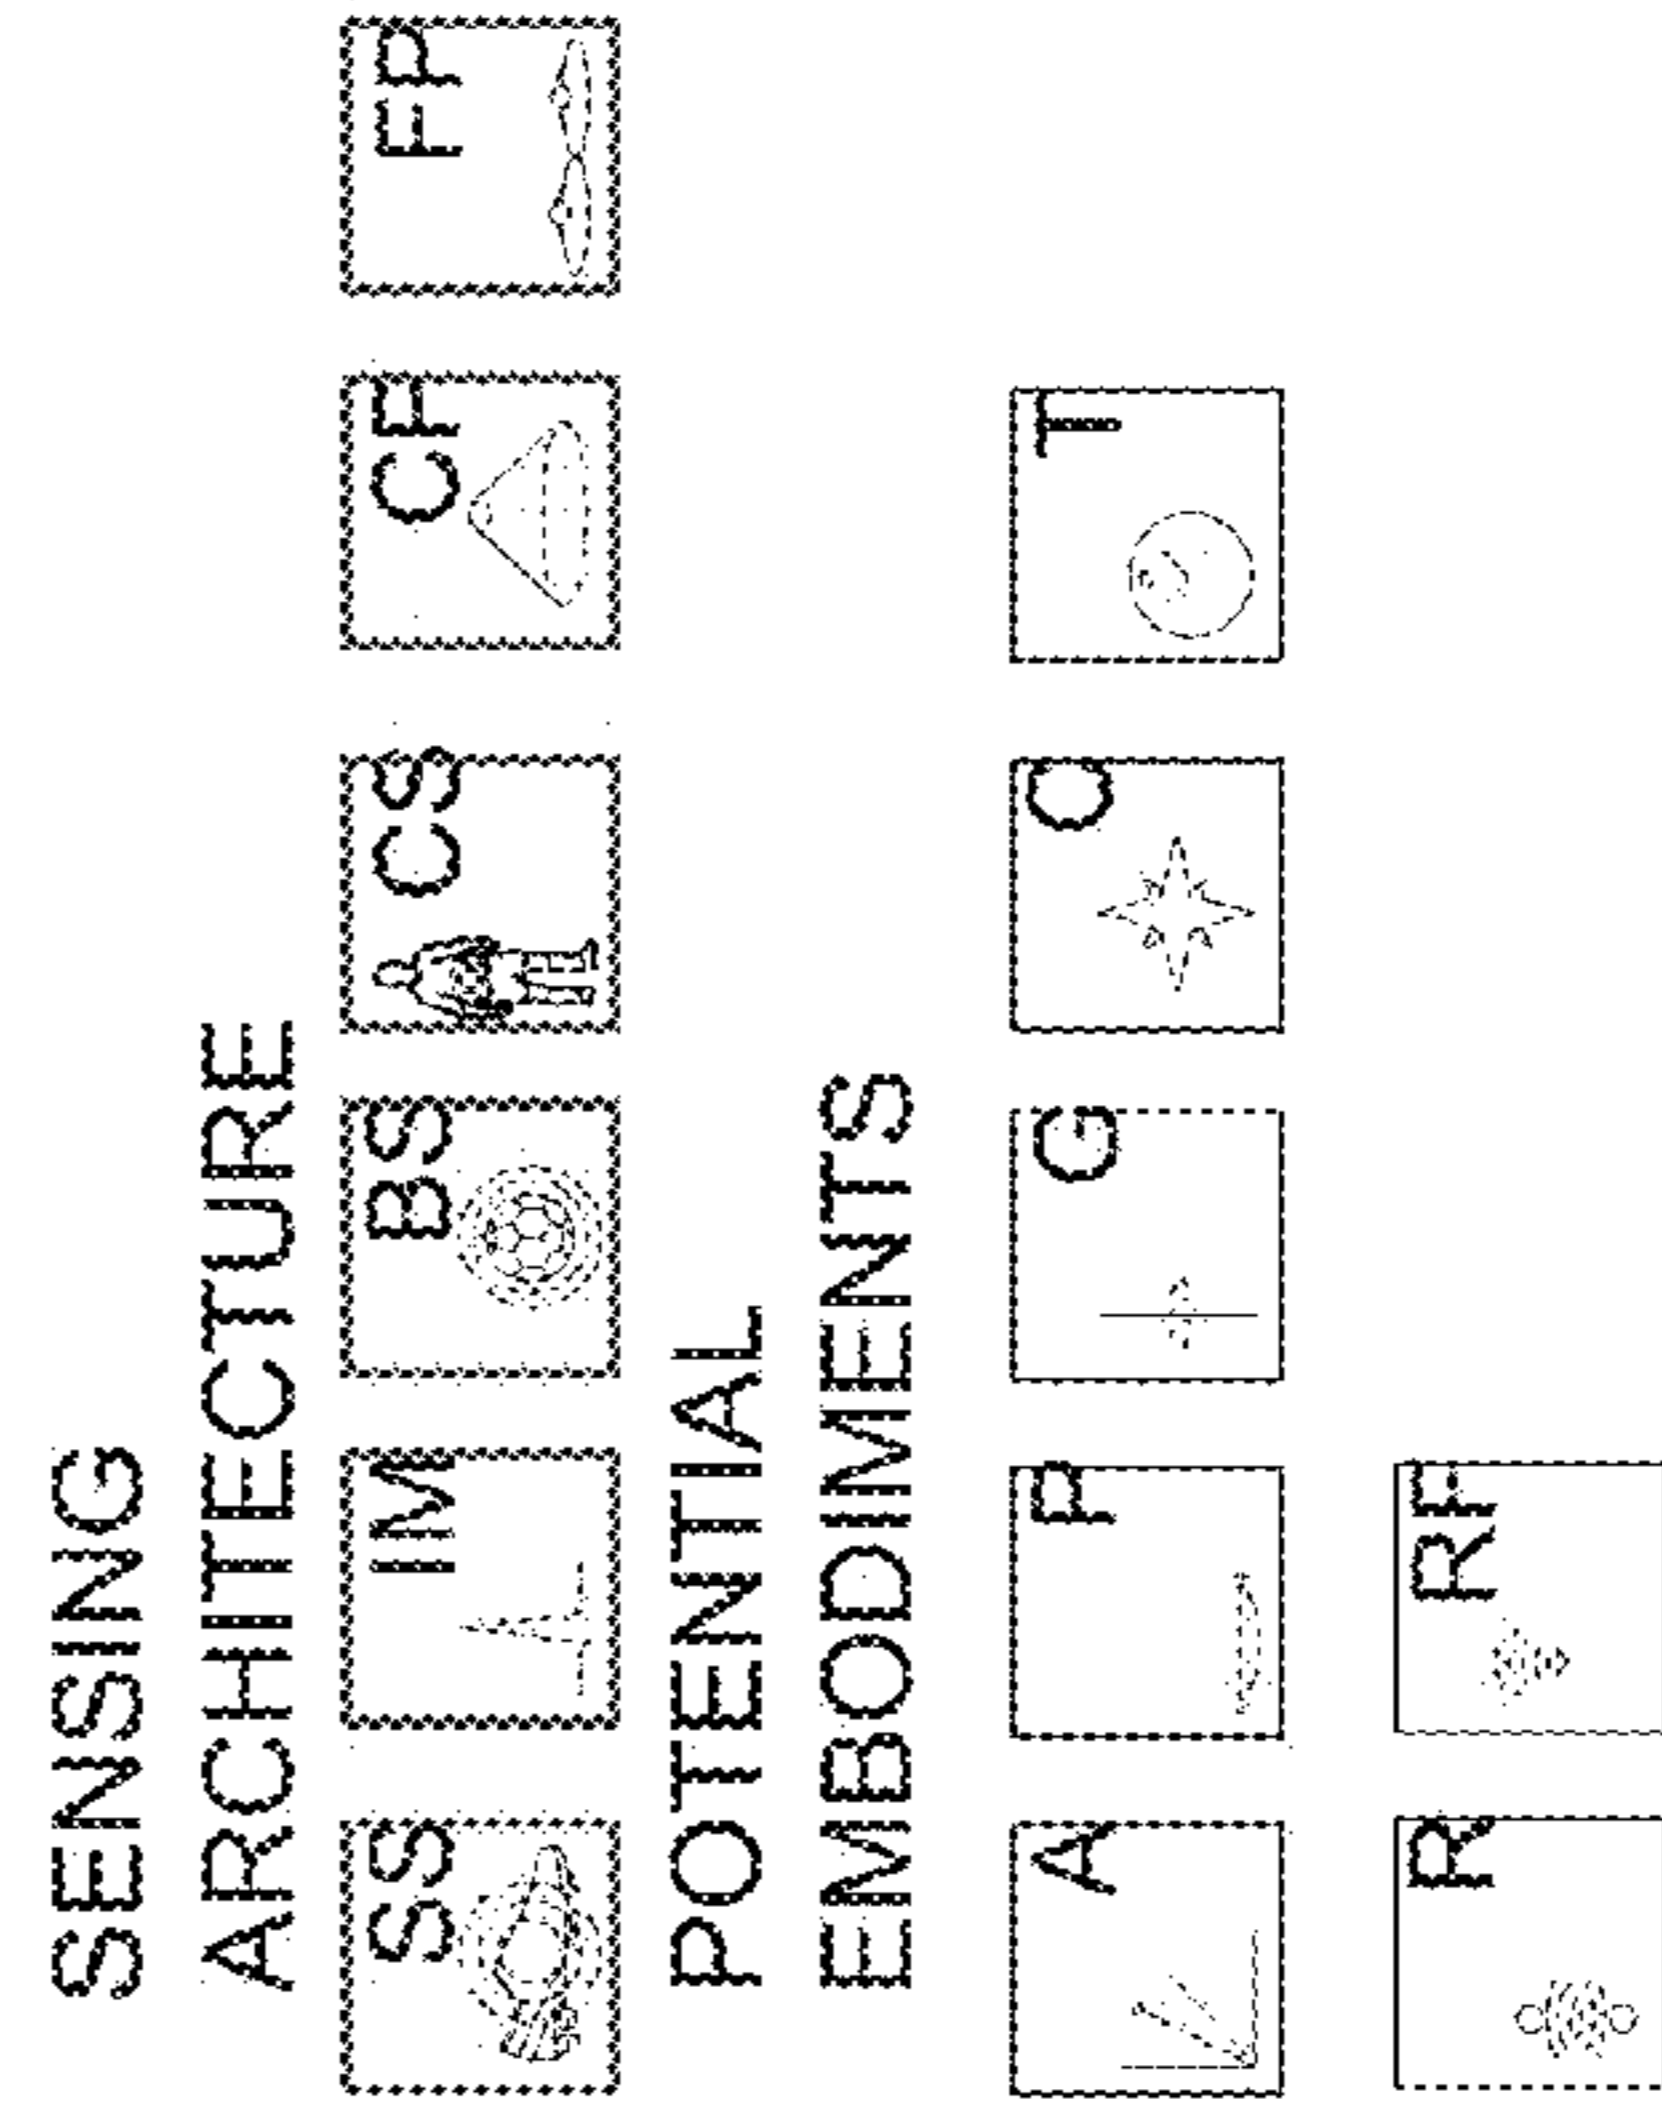 SENSING
ARCHITECTURE
SS IM BS CS CF FP
POTENTIAL
EMBODIMENTS
A P G C T
R RF